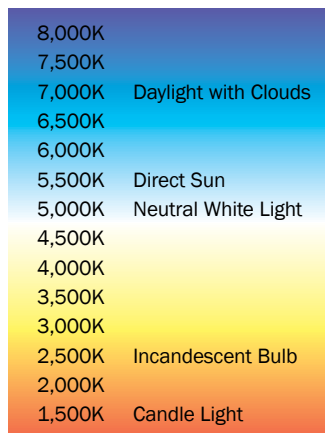 8,000K
7,500K
7,000K Daylight with Clouds
6,500K
6,000K
5,500K Direct Sun
5,000K Neutral White Light
4,500K
4,000K
3,500K
3,000K
2,500K Incandescent Bulb
2,000K
1,500K Candle Light